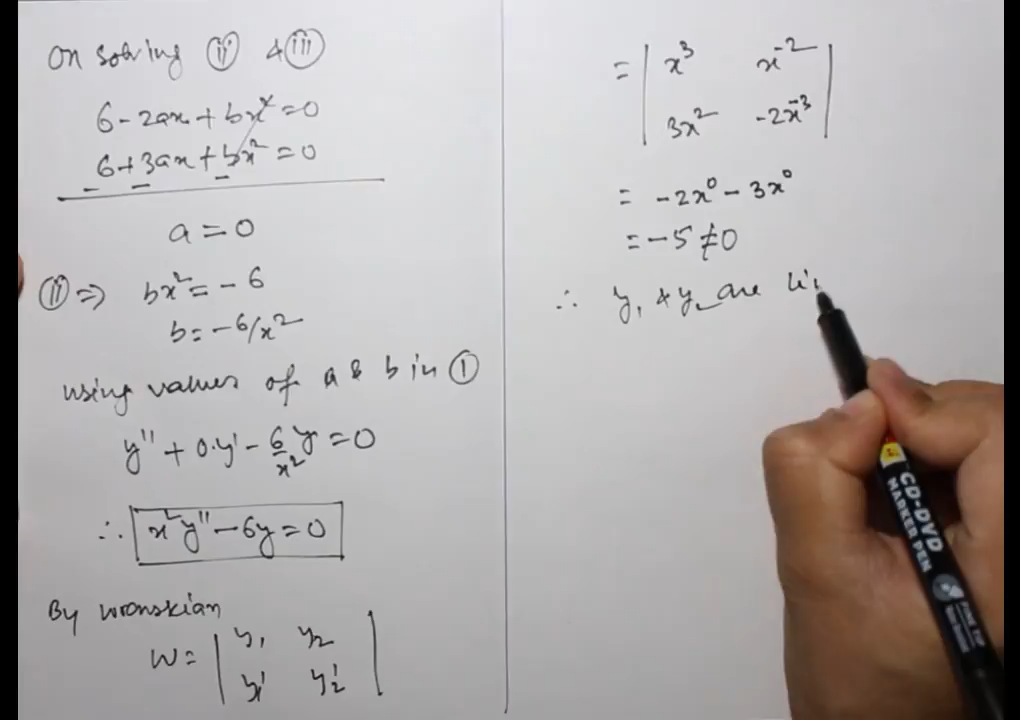 On solving (ii) & (iii)
6 - 2ax + bx² = 0
6 + 3ax + bx² = 0
- - -
a = 0
(ii) ⇒ bx² = -6
b = -6/x²
using values of a & b in (1)
y'' + 0·y' - 6/x² y = 0
∴ x²y'' - 6y = 0
By wronskian
W = | y₁ y₂ |
| y₁' y₂' |
= | x³ x⁻² |
| 3x² -2x⁻³ |
= -2x⁰ - 3x⁰
= -5 ≠ 0
∴ y₁ & y₂ are
CD-DVD
MARKER PEN